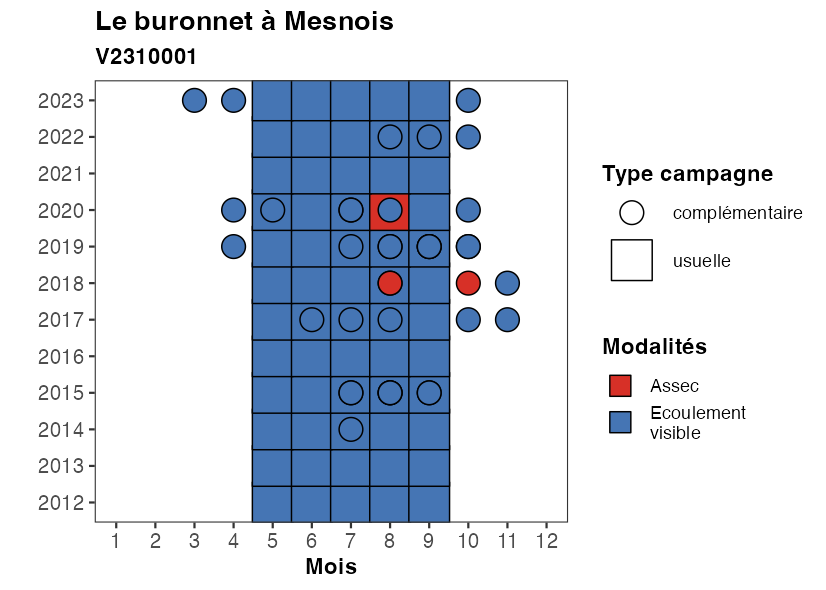 Le buronnet à Mesnois
V2310001
2023
2022
2021
2020
2019
2018
2017
2016
2015
2014
2013
2012
1 2 3 4 5 6 7 8 9 10 11 12
Mois
Type campagne
complémentaire
usuelle
Modalités
Assec
Ecoulement
visible